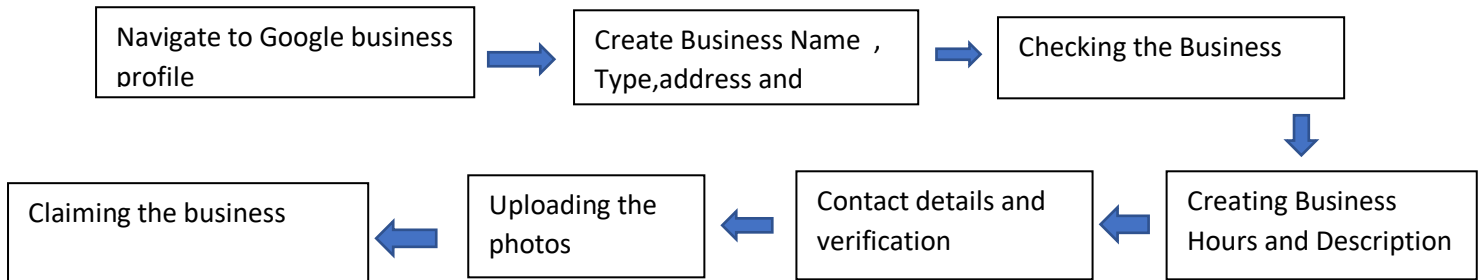 Navigate to Google business
profile
Create Business Name , 
Type,address and
Checking the Business
Creating Business
Hours and Description
Contact details and
verification
Uploading the
photos
Claiming the business